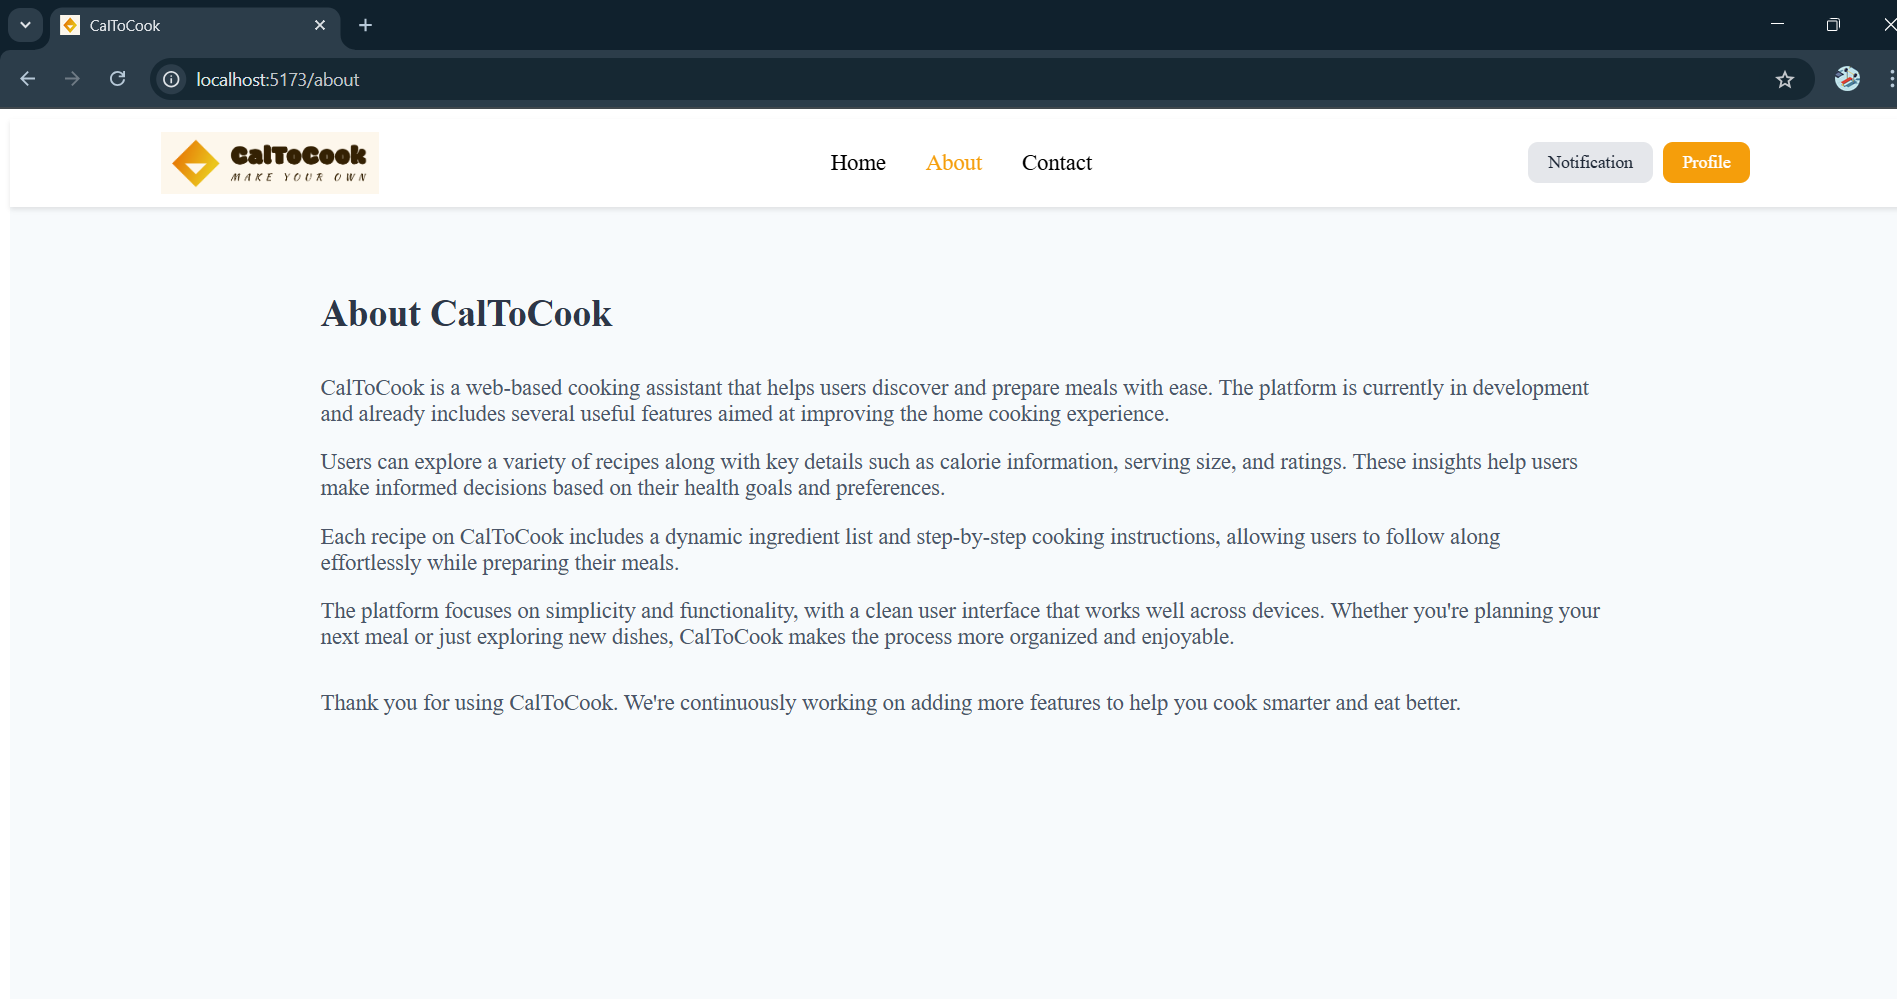 CalToCook
localhost:5173/about
CalToCook
MAKE YOUR OWN
Home
About
Contact
Notification
Profile
About CalToCook
CalToCook is a web-based cooking assistant that helps users discover and prepare meals with ease. The platform is currently in development
and already includes several useful features aimed at improving the home cooking experience.
Users can explore a variety of recipes along with key details such as calorie information, serving size, and ratings. These insights help users
make informed decisions based on their health goals and preferences.
Each recipe on CalToCook includes a dynamic ingredient list and step-by-step cooking instructions, allowing users to follow along
effortlessly while preparing their meals.
The platform focuses on simplicity and functionality, with a clean user interface that works well across devices. Whether you're planning your
next meal or just exploring new dishes, CalToCook makes the process more organized and enjoyable.
Thank you for using CalToCook. We're continuously working on adding more features to help you cook smarter and eat better.